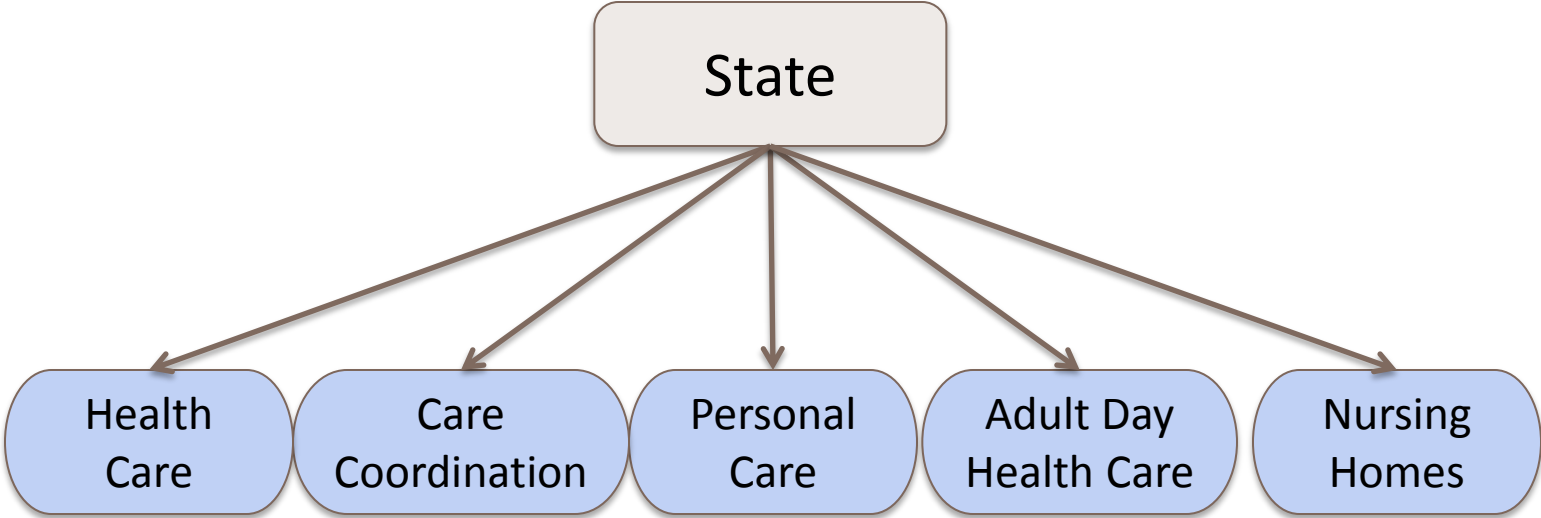 State
Health
Care
Care
Coordination
Personal
Care
Adult Day
Health Care
Nursing
Homes